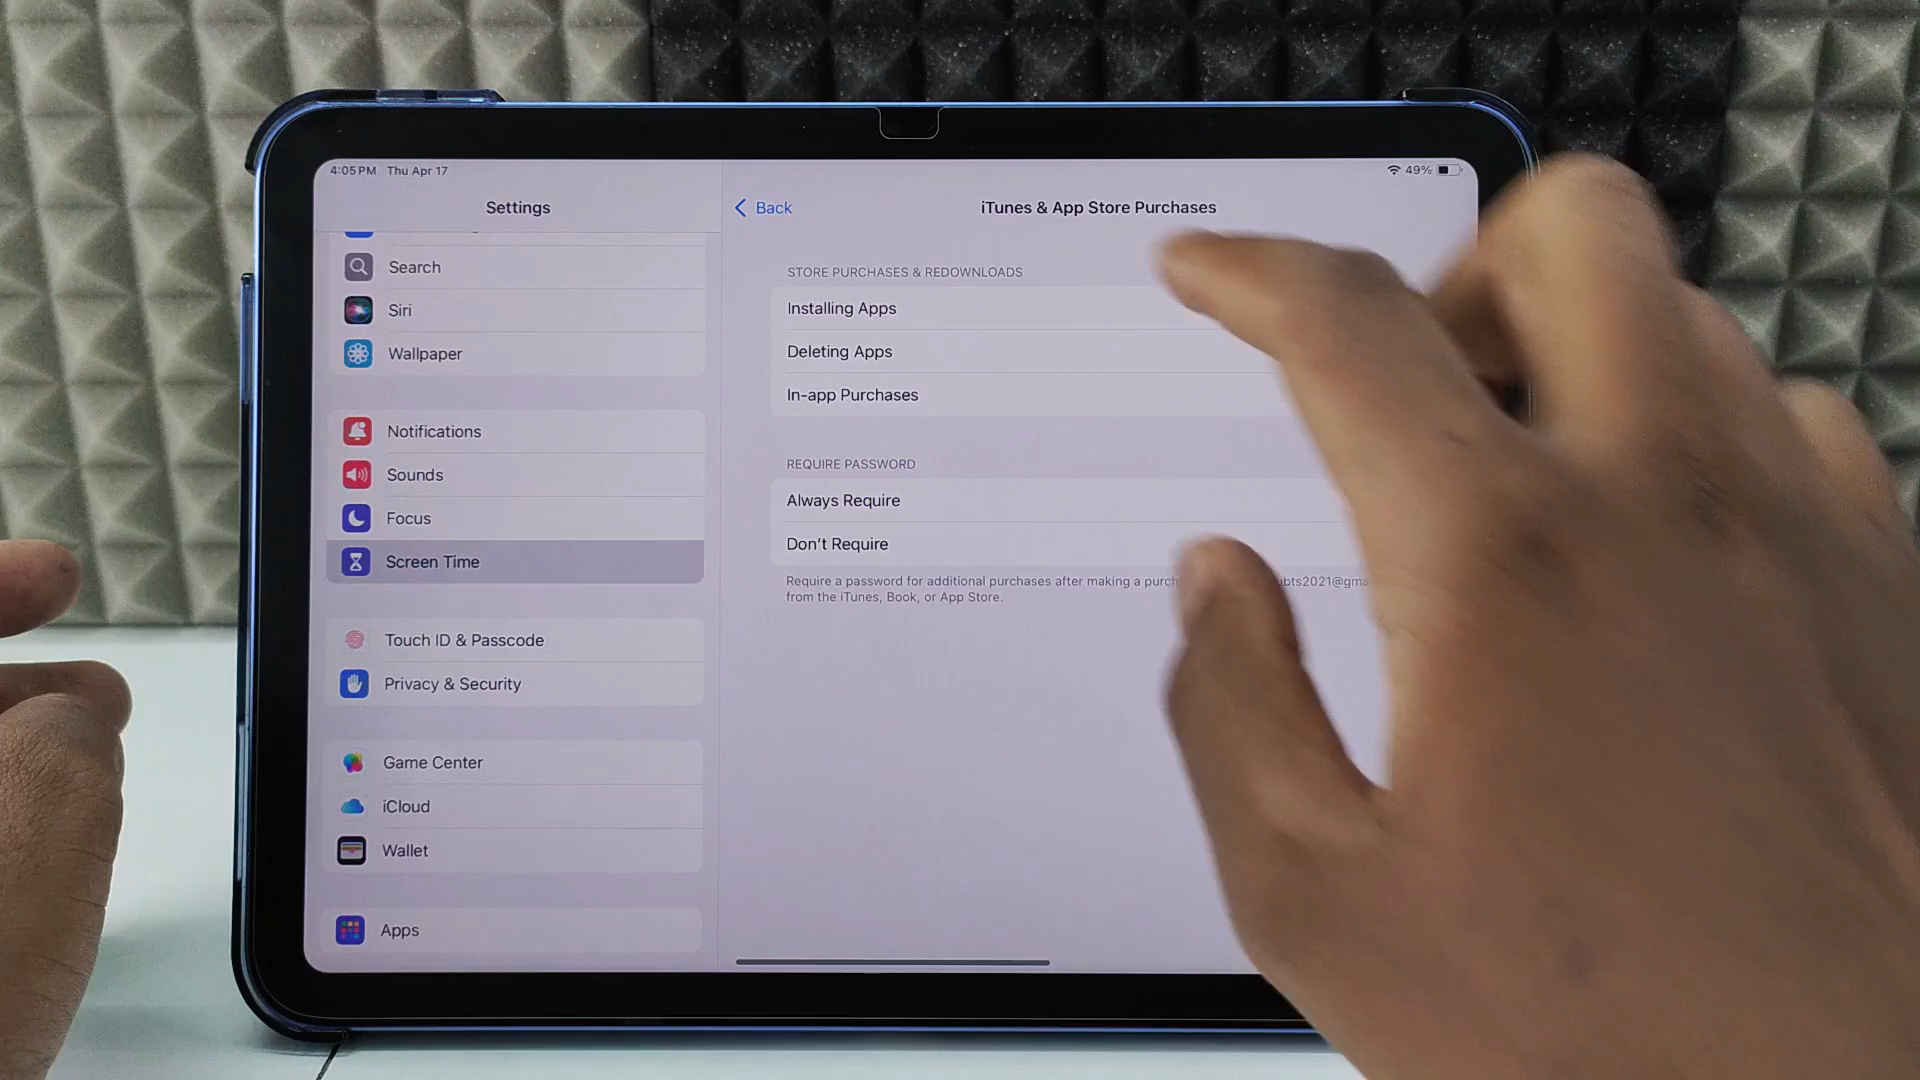 4:05 PM Thu Apr 17
49%
Settings
Search
Siri
Wallpaper
Notifications
Sounds
Focus
Screen Time
Touch ID & Passcode
Privacy & Security
Game Center
iCloud
Wallet
Apps
Back
iTunes & App Store Purchases
STORE PURCHASES & REDOWNLOADS
Installing Apps
Deleting Apps
In-app Purchases
REQUIRE PASSWORD
Always Require
Don't Require
Require a password for additional purchases after making a
from the iTunes, Book, or App Store.